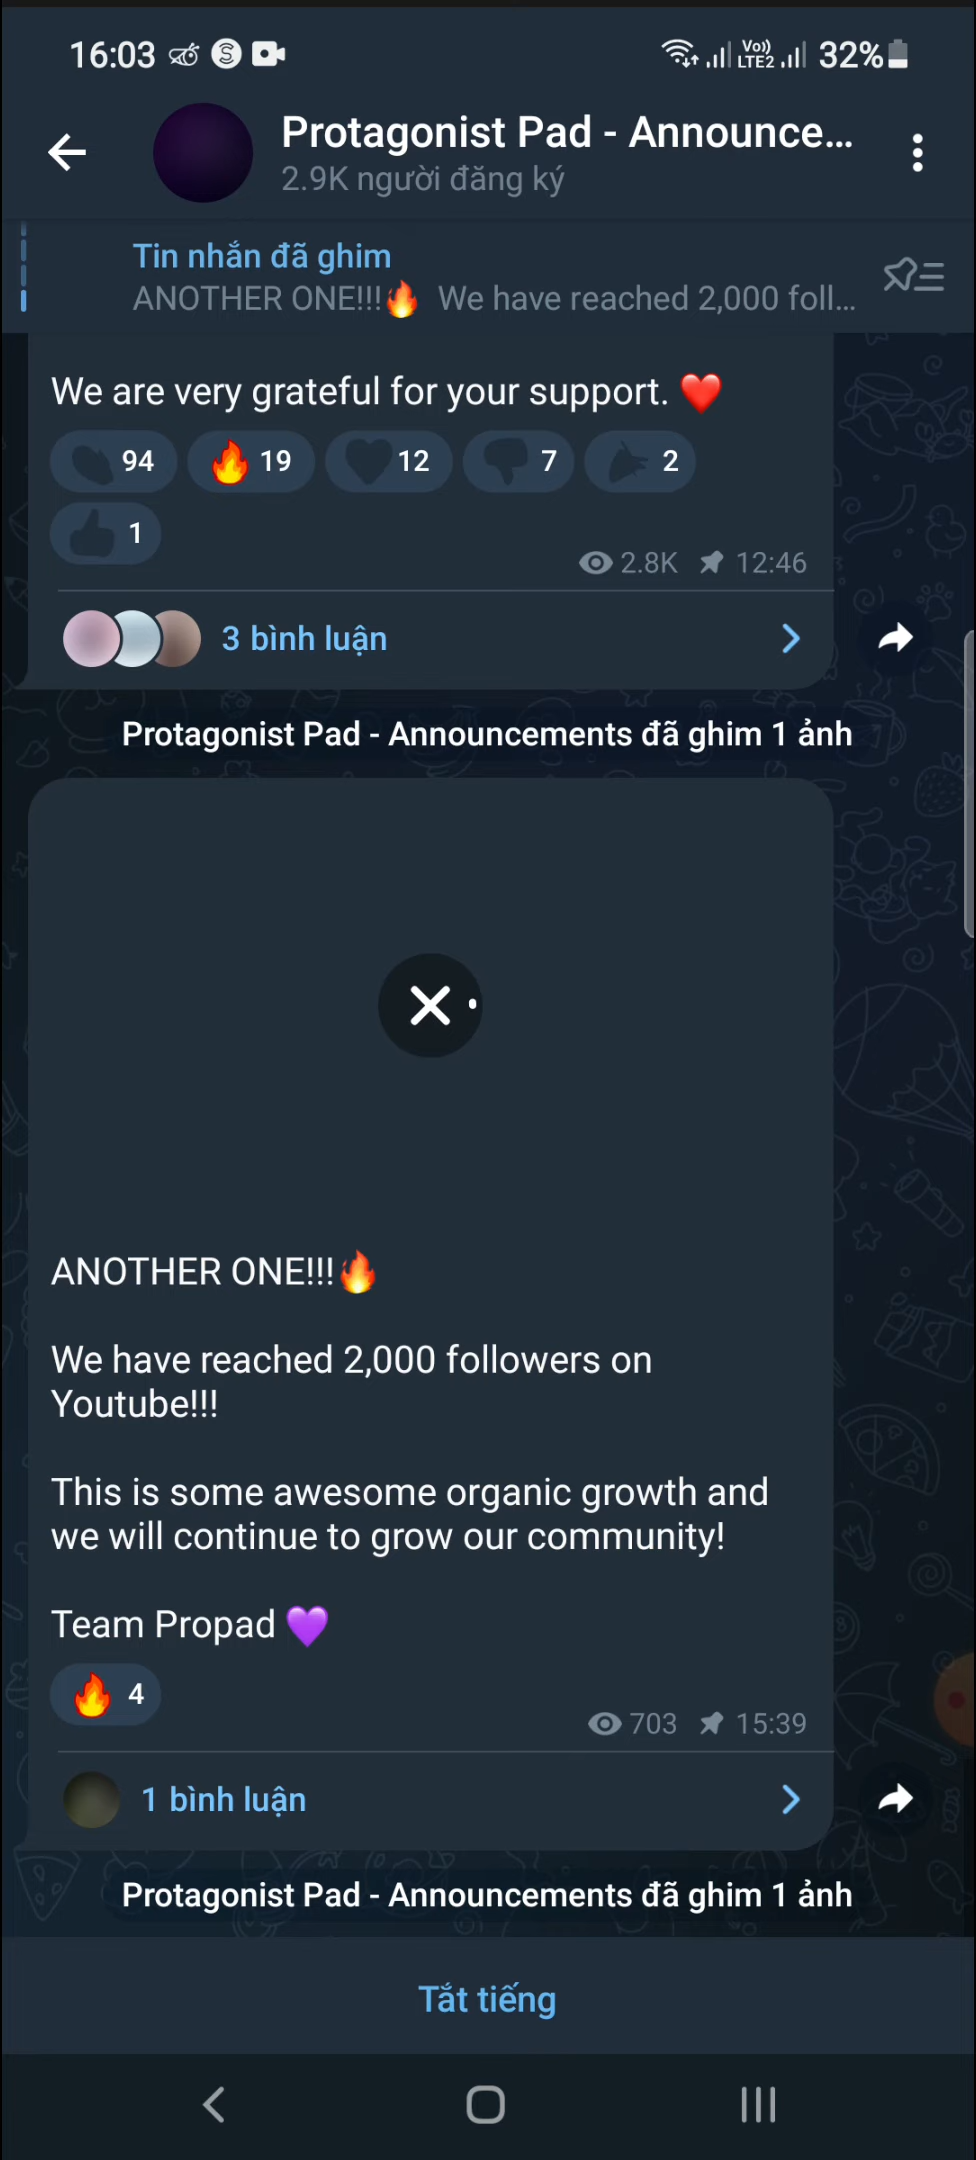 16:03
Vo))
LTE2
32%
Protagonist Pad - Announce...
2.9K người đăng ký
Tin nhắn đã ghim
ANOTHER ONE!!!🔥 We have reached 2,000 foll...
We are very grateful for your support. ❤️
94 🔥 19 12 7 2
1
2.8K 12:46
3 bình luận
Protagonist Pad - Announcements đã ghim 1 ảnh
ANOTHER ONE!!!🔥
We have reached 2,000 followers on
Youtube!!!
This is some awesome organic growth and
we will continue to grow our community!
Team Propad 💜
🔥 4
703 15:39
1 bình luận
Protagonist Pad - Announcements đã ghim 1 ảnh
Tắt tiếng